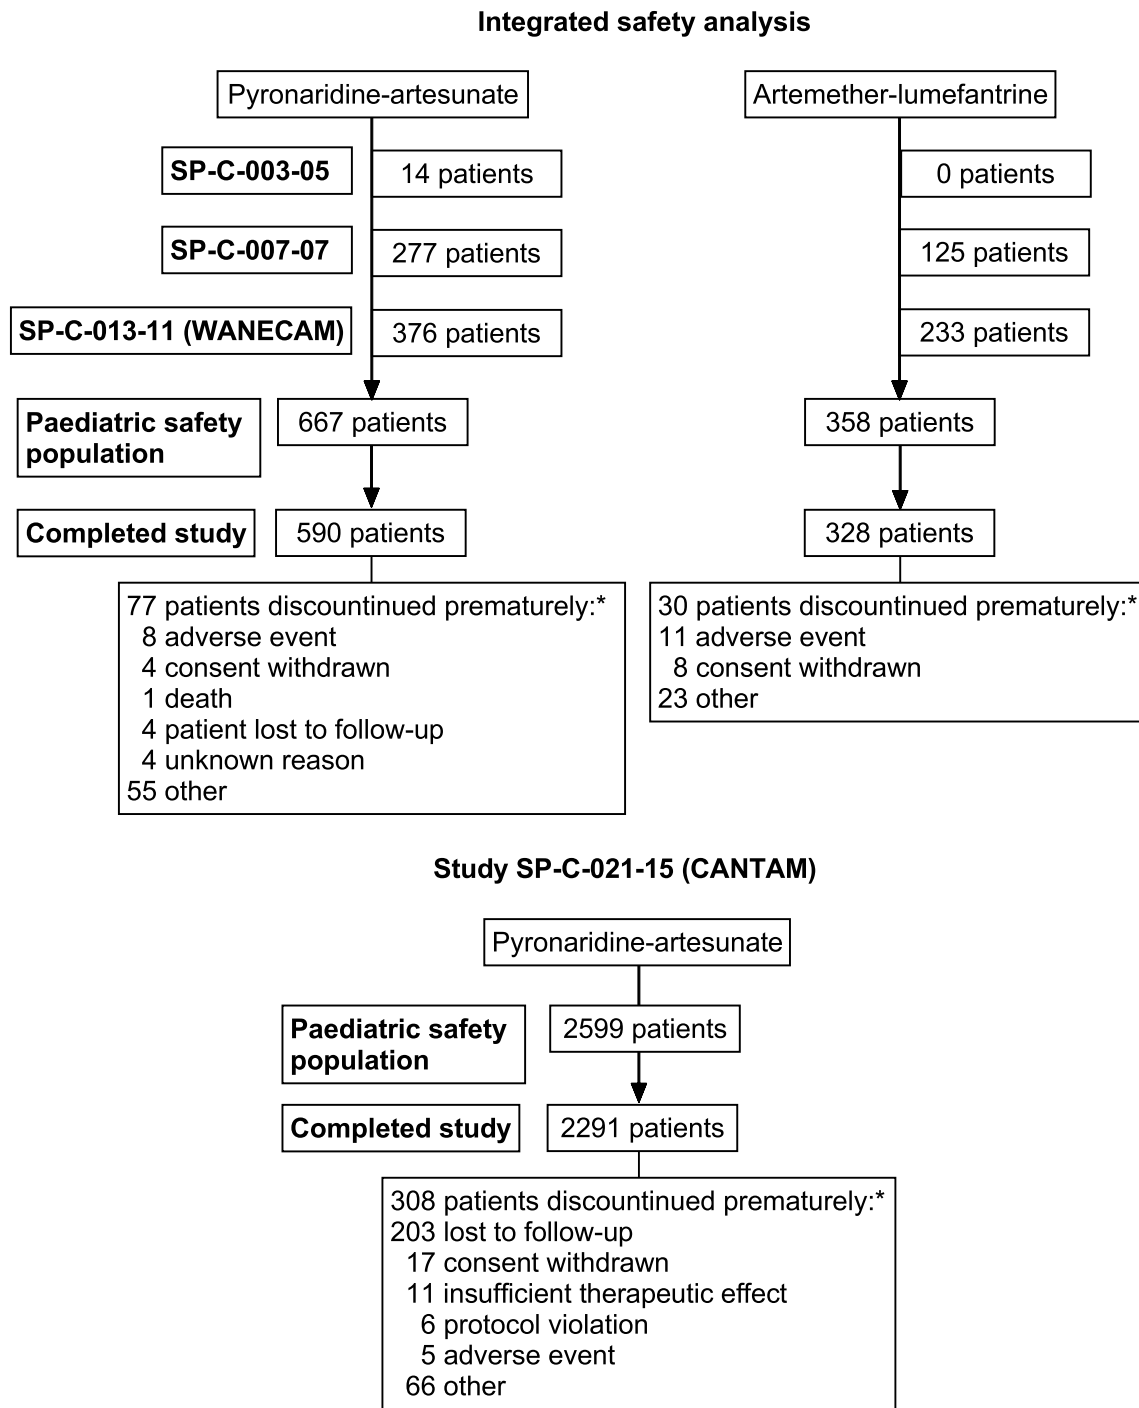 Integrated safety analysis
Pyronaridine-artesunate
Artemether-lumefantrine
SP-C-003-05
14 patients
0 patients
SP-C-007-07
277 patients
125 patients
SP-C-013-11 (WANECAM)
376 patients
233 patients
Paediatric safety
population
667 patients
358 patients
Completed study
590 patients
328 patients
77 patients discountinued prematurely:*
8 adverse event
4 consent withdrawn
1 death
4 patient lost to follow-up
4 unknown reason
55 other
30 patients discountinued prematurely:*
11 adverse event
8 consent withdrawn
23 other
Study SP-C-021-15 (CANTAM)
Pyronaridine-artesunate
Paediatric safety
population
2599 patients
Completed study
2291 patients
308 patients discountinued prematurely:*
203 lost to follow-up
17 consent withdrawn
11 insufficient therapeutic effect
6 protocol violation
5 adverse event
66 other